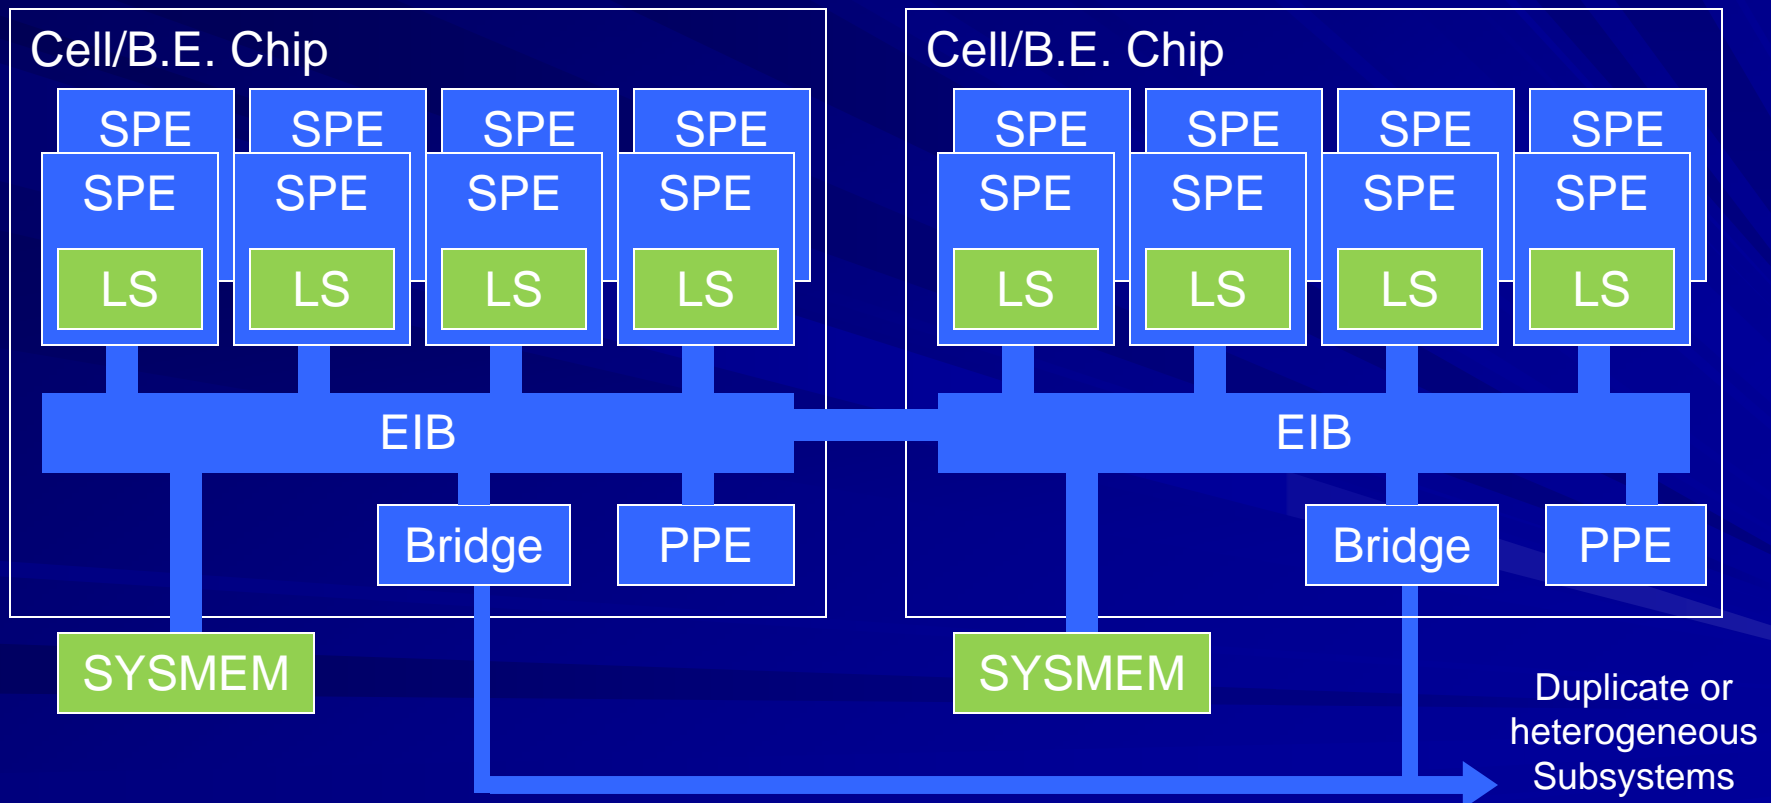 Cell/B.E. Chip
SPE SPE SPE SPE
SPE SPE SPE SPE
LS LS LS LS
EIB
Bridge PPE
SYSMEM
Cell/B.E. Chip
SPE SPE SPE SPE
SPE SPE SPE SPE
LS LS LS LS
EIB
Bridge PPE
SYSMEM
Duplicate or
heterogeneous
Subsystems